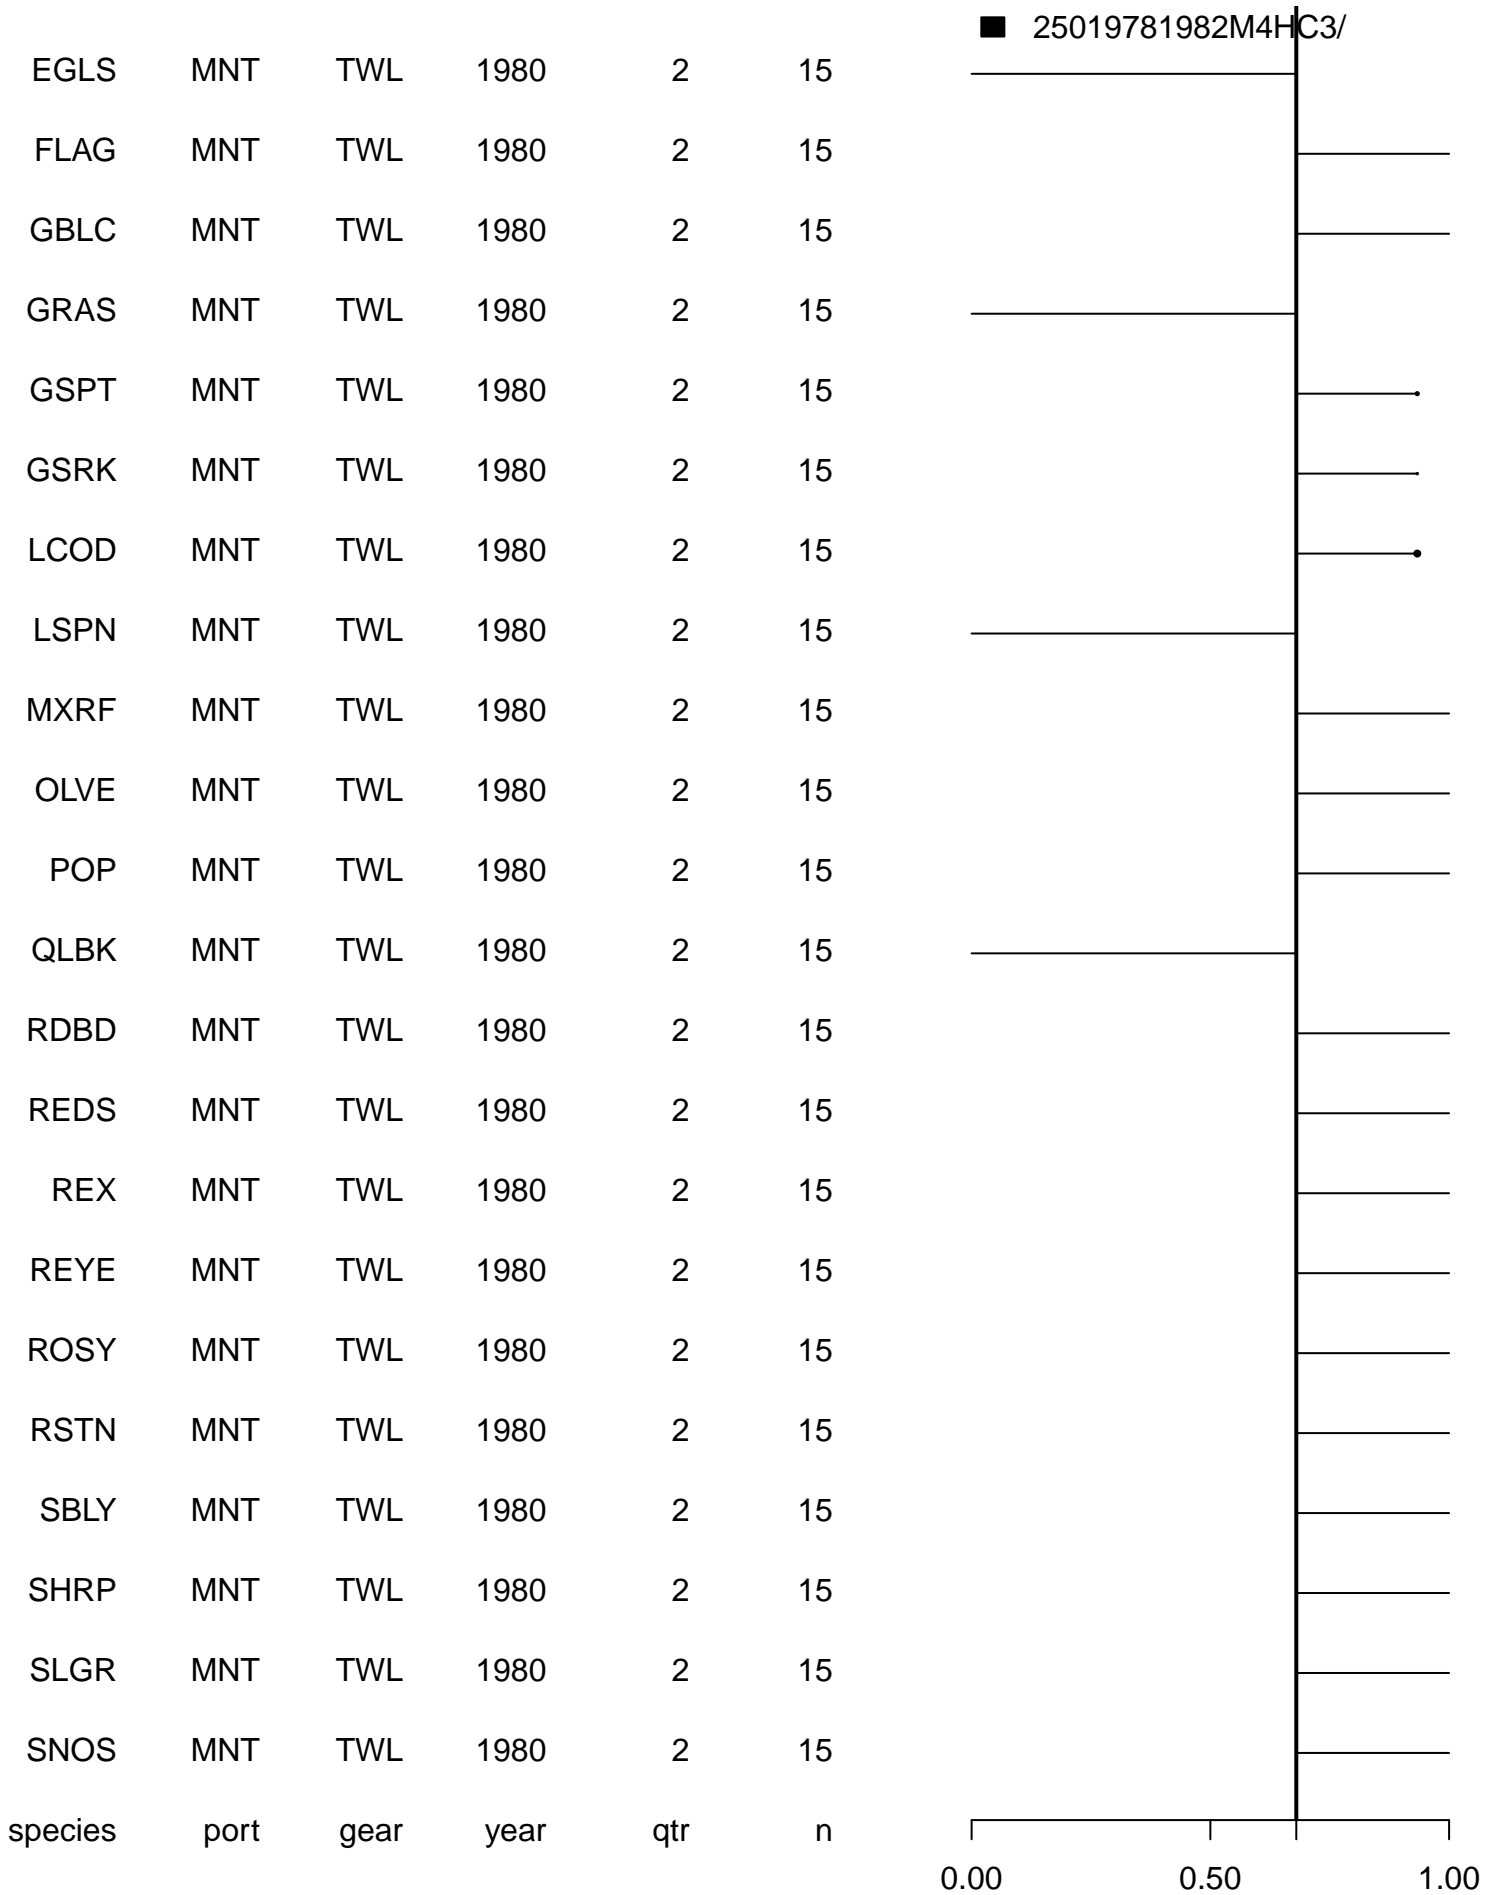 25019781982M4HC3/
EGLS MNT TWL 1980 2 15
FLAG MNT TWL 1980 2 15
GBLC MNT TWL 1980 2 15
GRAS MNT TWL 1980 2 15
GSPT MNT TWL 1980 2 15
GSRK MNT TWL 1980 2 15
LCOD MNT TWL 1980 2 15
LSPN MNT TWL 1980 2 15
MXRF MNT TWL 1980 2 15
OLVE MNT TWL 1980 2 15
POP MNT TWL 1980 2 15
QLBK MNT TWL 1980 2 15
RDBD MNT TWL 1980 2 15
REDS MNT TWL 1980 2 15
REX MNT TWL 1980 2 15
REYE MNT TWL 1980 2 15
ROSY MNT TWL 1980 2 15
RSTN MNT TWL 1980 2 15
SBLY MNT TWL 1980 2 15
SHRP MNT TWL 1980 2 15
SLGR MNT TWL 1980 2 15
SNOS MNT TWL 1980 2 15
species port gear year qtr n
0.00 0.50 1.00